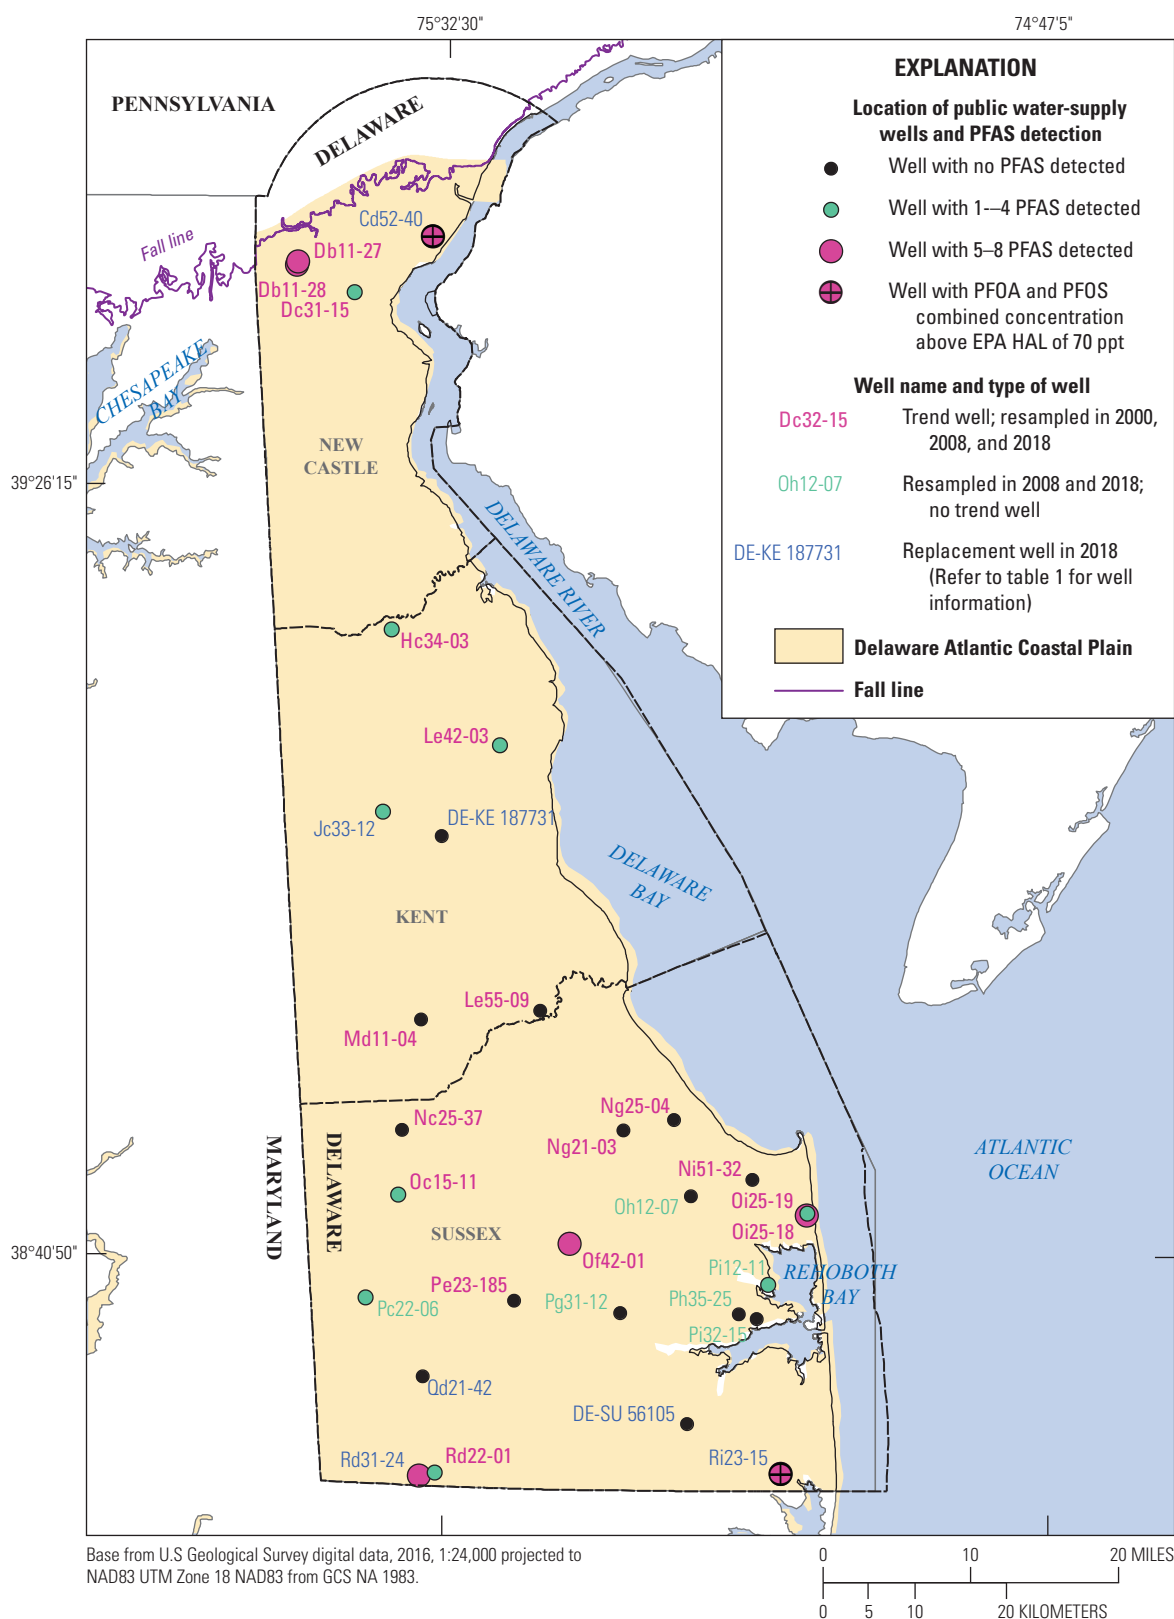 75°32'30"
74°47'5"
PENNSYLVANIA
DELAWARE
Fall line
Cd52-40
Db11-27
Db11-28
Dc31-15
CHESAPEAKE
BAY
NEW
CASTLE
39°26'15"
DELAWARE RIVER
Hc34-03
Le42-03
DE-KE 187731
Jc33-12
DELAWARE
BAY
KENT
Le55-09
Md11-04
Nc25-37
Ng25-04
Ng21-03
MARYLAND
DELAWARE
ATLANTIC
OCEAN
Ni51-32
Oc15-11
Oh12-07
Oi25-19
Oi25-18
SUSSEX
38°40'50"
Of42-01
Pi12-11
REHOBOTH
BAY
Pe23-185
Pc22-06
Pg31-12
Ph35-25
Pi32-15
Qd21-42
DE-SU 56105
Rd31-24
Rd22-01
Ri23-15
EXPLANATION
Location of public water-supply
wells and PFAS detection
Well with no PFAS detected
Well with 1-–4 PFAS detected
Well with 5–8 PFAS detected
Well with PFOA and PFOS
combined concentration
above EPA HAL of 70 ppt
Well name and type of well
Dc32-15 Trend well; resampled in 2000,
2008, and 2018
Oh12-07 Resampled in 2008 and 2018;
no trend well
DE-KE 187731 Replacement well in 2018
(Refer to table 1 for well
information)
Delaware Atlantic Coastal Plain
Fall line
Base from U.S Geological Survey digital data, 2016, 1:24,000 projected to
NAD83 UTM Zone 18 NAD83 from GCS NA 1983.
0 10 20 MILES
0 5 10 20 KILOMETERS